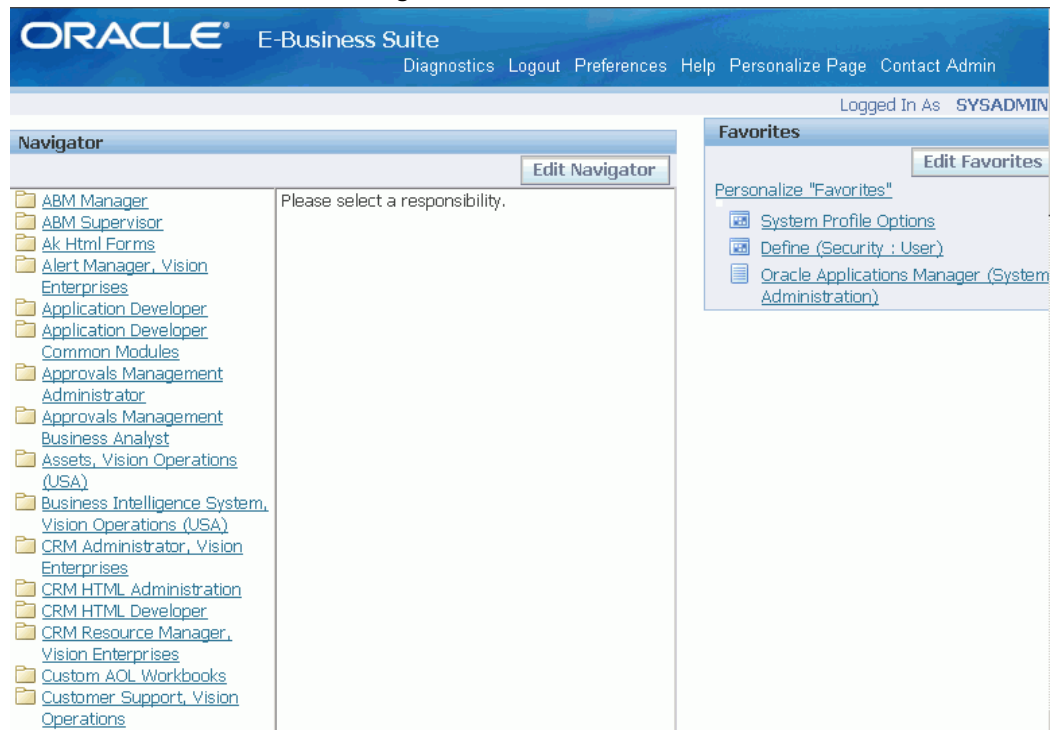 ORACLE® E-Business Suite
Diagnostics Logout Preferences Help Personalize Page Contact Admin
Logged In As SYSADMIN
Navigator
Edit Navigator
ABM Manager
ABM Supervisor
Ak Html Forms
Alert Manager, Vision
Enterprises
Application Developer
Application Developer
Common Modules
Approvals Management
Administrator
Approvals Management
Business Analyst
Assets, Vision Operations
(USA)
Business Intelligence System,
Vision Operations (USA)
CRM Administrator, Vision
Enterprises
CRM HTML Administration
CRM HTML Developer
CRM Resource Manager,
Vision Enterprises
Custom AOL Workbooks
Customer Support, Vision
Operations
Please select a responsibility.
Favorites
Edit Favorites
Personalize "Favorites"
System Profile Options
Define (Security : User)
Oracle Applications Manager (System
Administration)